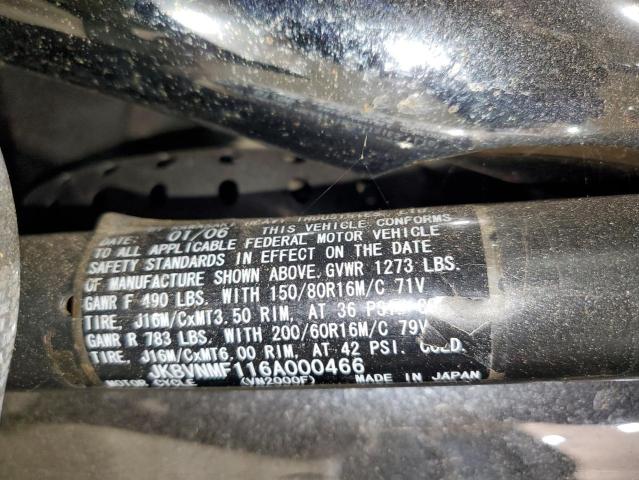 DATE: 01/06 THIS VEHICLE CONFORMS
TO ALL APPLICABLE FEDERAL MOTOR VEHICLE
SAFETY STANDARDS IN EFFECT ON THE DATE
OF MANUFACTURE SHOWN ABOVE. GVWR 1273 LBS.
GAWR F 490 LBS. WITH 150/80R16M/C 71V
TIRE, J16M/CxMT3.50 RIM, AT 36 PSI.
GAWR R 783 LBS. WITH 200/60R16M/C 79V
TIRE, J16M/CxMT6.00 RIM, AT 42 PSI. COLD.
JKBVNMF116A000466
MOTOR CYCLE (VN2000F) MADE IN JAPAN